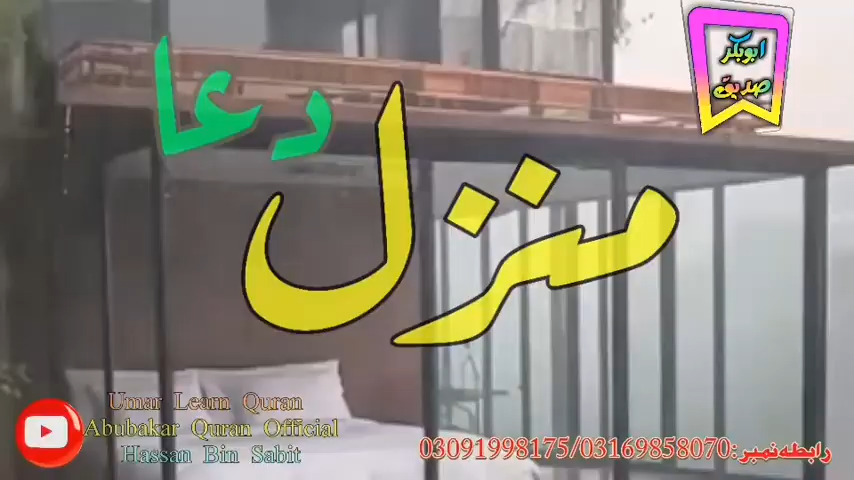 ابوبکر
صدیق
منزل دعا
Umar Learn Quran
Abubakar Quran Official
Hassan Bin Sabit
رابطہ نمبر:03091998175/03169858070